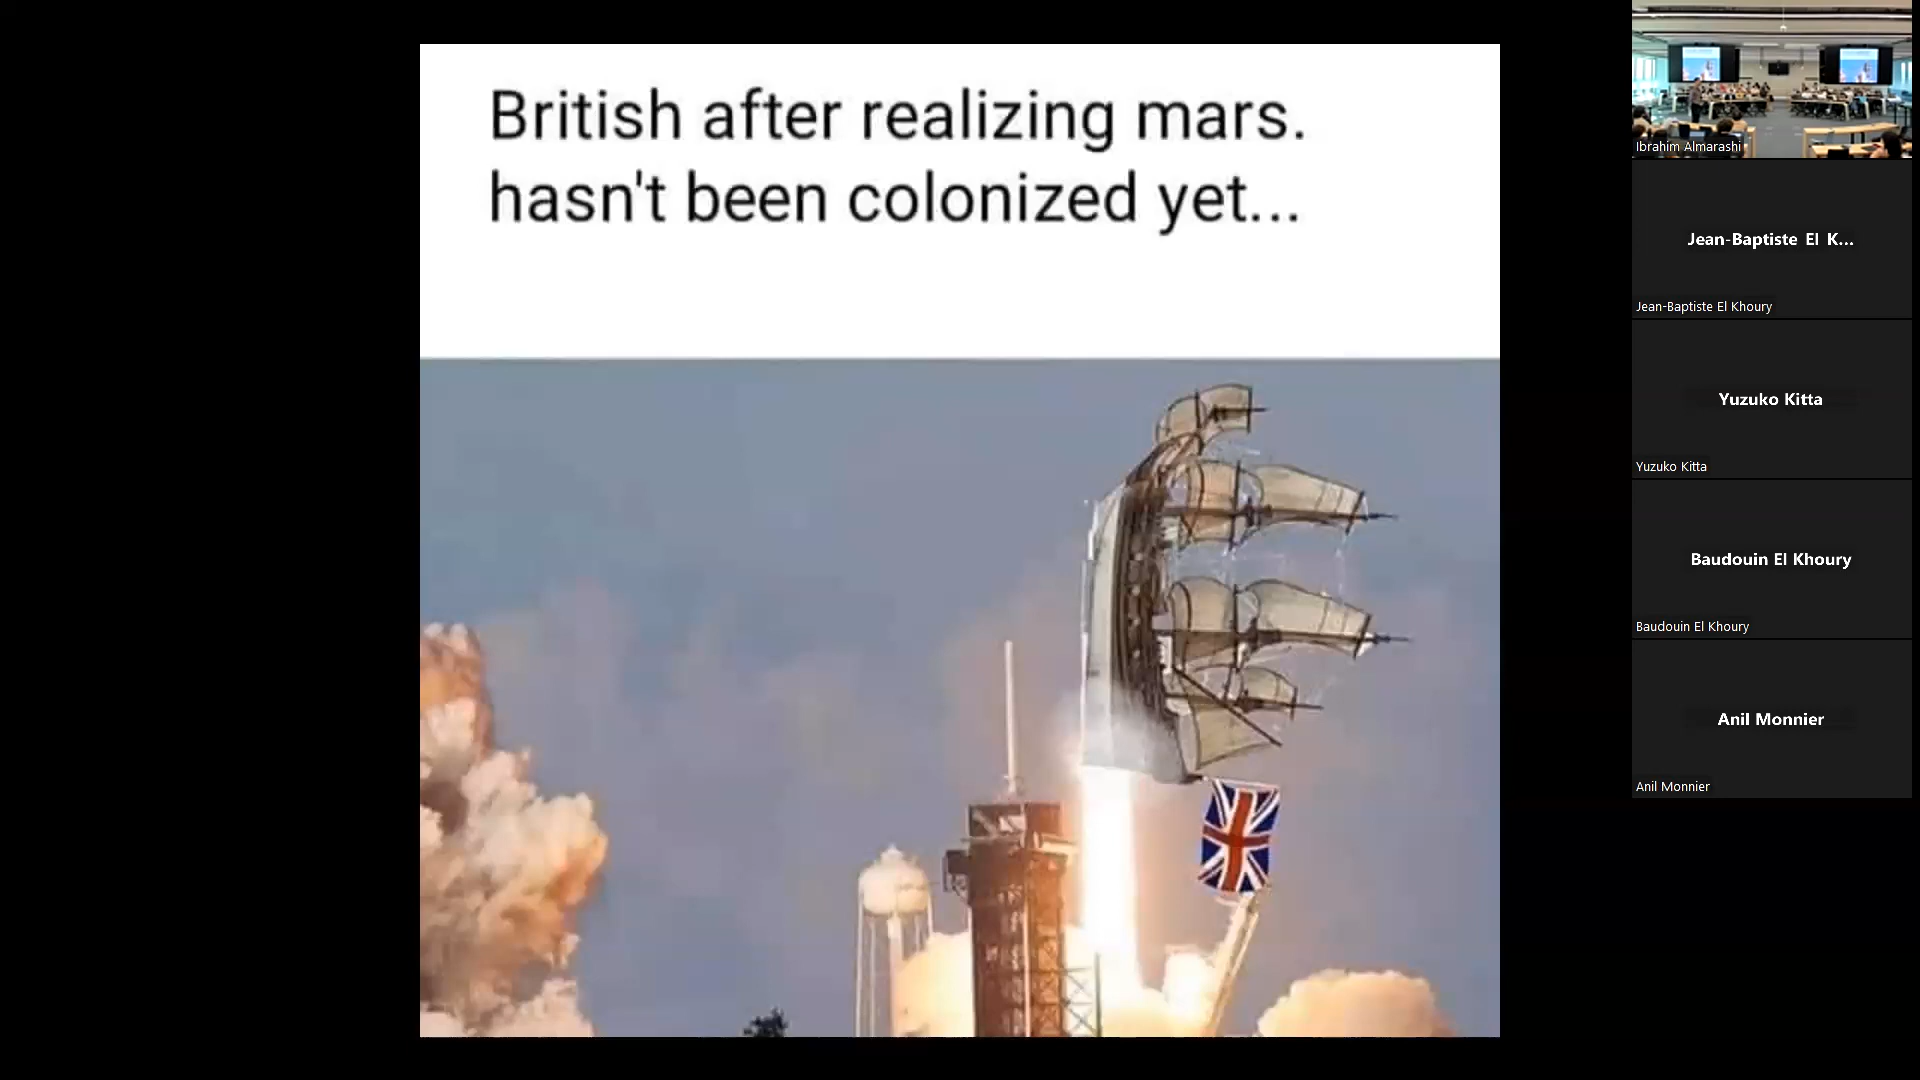 British after realizing mars.
hasn't been colonized yet...
Ibrahim Almarashi
Jean-Baptiste El K...
Jean-Baptiste El Khoury
Yuzuko Kitta
Yuzuko Kitta
Baudouin El Khoury
Baudouin El Khoury
Anil Monnier
Anil Monnier